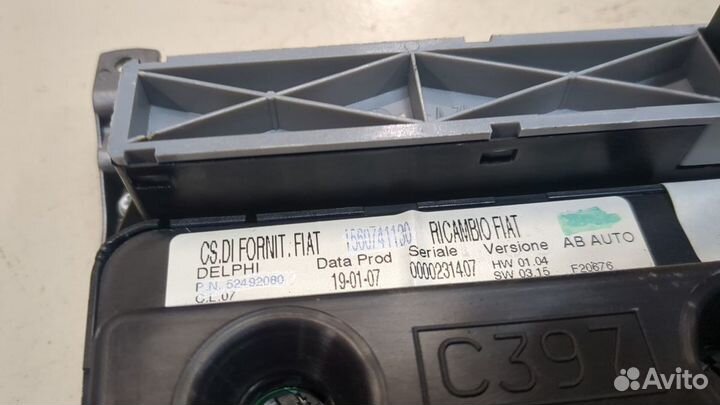 CS.DI FORNIT.FIAT 1560741190 RICAMBIO FIAT
DELPHI Data Prod Seriale Versione AB AUTO
P.N. 52492080 19-01-07 0000231407 HW 01.04
C.L.07 SW 03.15 F20676
C397
Avito